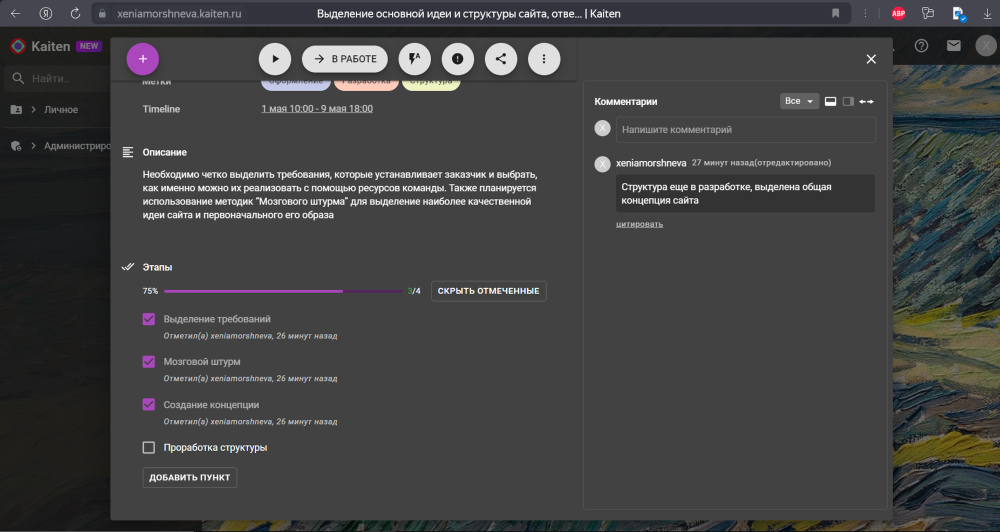 Я
xeniamorshneva.kaiten.ru
Выделение основной идеи и структуры сайта, отве... | Kaiten
ABP
Kaiten NEW
+
В РАБОТЕ
A
X
Найти..
Метки Оформление Разработка Структура
Личное
Timeline 1 мая 10:00 - 9 мая 18:00
Администриро
Описание
Необходимо четко выделить требования, которые устанавливает заказчик и выбрать,
как именно можно их реализовать с помощью ресурсов команды. Также планируется
использование методик “Мозгового штурма” для выделение наиболее качественной
идеи сайта и первоначального его образа
Этапы
75% 3/4 СКРЫТЬ ОТМЕЧЕННЫЕ
Выделение требований
Отметил(а) xeniamorshneva, 26 минут назад
Мозговой штурм
Отметил(а) xeniamorshneva, 26 минут назад
Создание концепции
Отметил(а) xeniamorshneva, 26 минут назад
Проработка структуры
ДОБАВИТЬ ПУНКТ
Комментарии Все
X Напишите комментарий
X xeniamorshneva 27 минут назад(отредактировано)
Структура еще в разработке, выделена общая
концепция сайта
цитировать